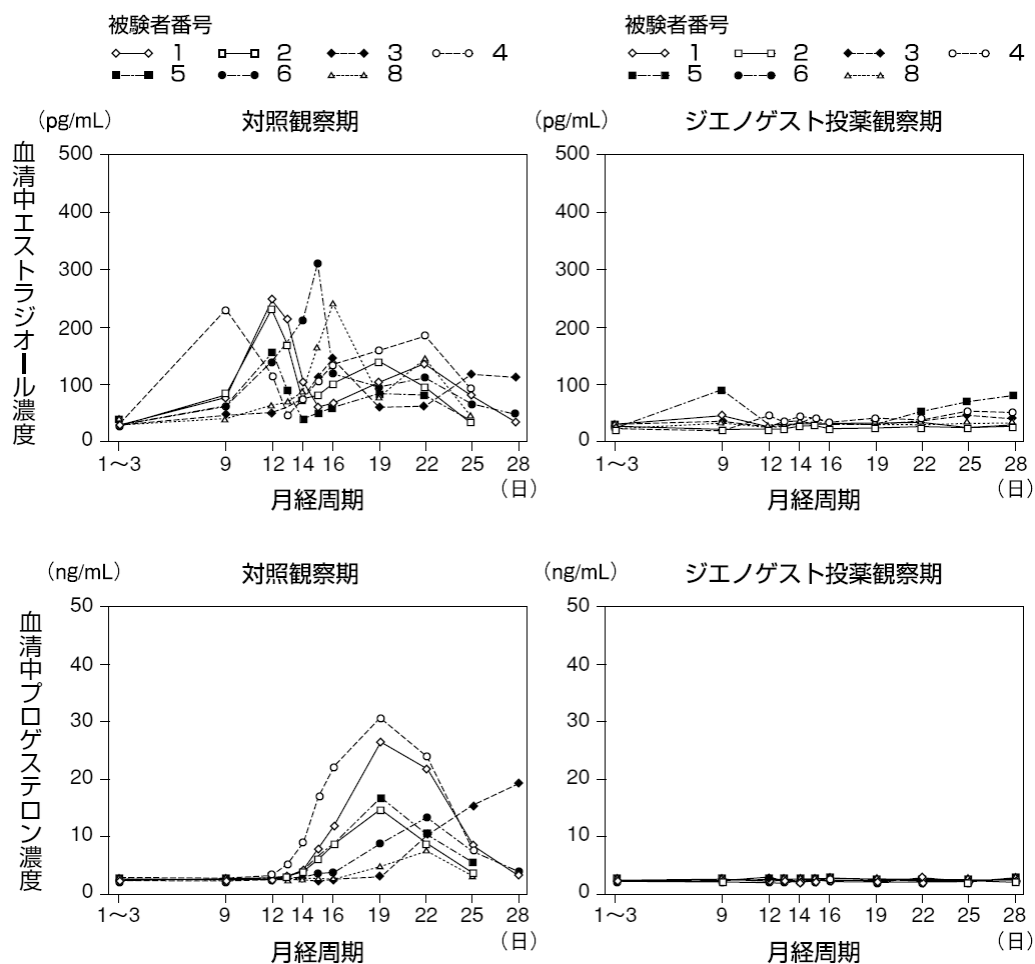 被験者番号
1 2 3 4
5 6 8
被験者番号
1 2 3 4
5 6 8
(pg/mL) 対照観察期
血清中エストラジオール濃度
500
400
300
200
100
0
1〜3 9 12 14 16 19 22 25 28
(日)
月経周期
(pg/mL) ジエノゲスト投薬観察期
500
400
300
200
100
0
1〜3 9 12 14 16 19 22 25 28
(日)
月経周期
(ng/mL) 対照観察期
血清中プロゲステロン濃度
50
40
30
20
10
0
1〜3 9 12 14 16 19 22 25 28
(日)
月経周期
(ng/mL) ジエノゲスト投薬観察期
50
40
30
20
10
0
1〜3 9 12 14 16 19 22 25 28
(日)
月経周期